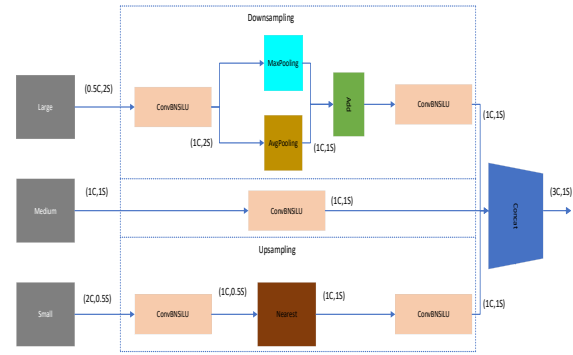 Downsampling
MaxPooling
(0.5C,2S)
Large
ConvBNSiLU
Add
ConvBNSiLU
(1C,2S)
AvgPooling
(1C,1S)
(1C,1S)
(1C,1S)
Medium
ConvBNSiLU
(1C,1S)
Concat
(3C,1S)
Upsampling
(2C,0.5S)
Small
ConvBNSiLU
(1C,0.5S)
Nearest
(1C,1S)
ConvBNSiLU
(1C,1S)